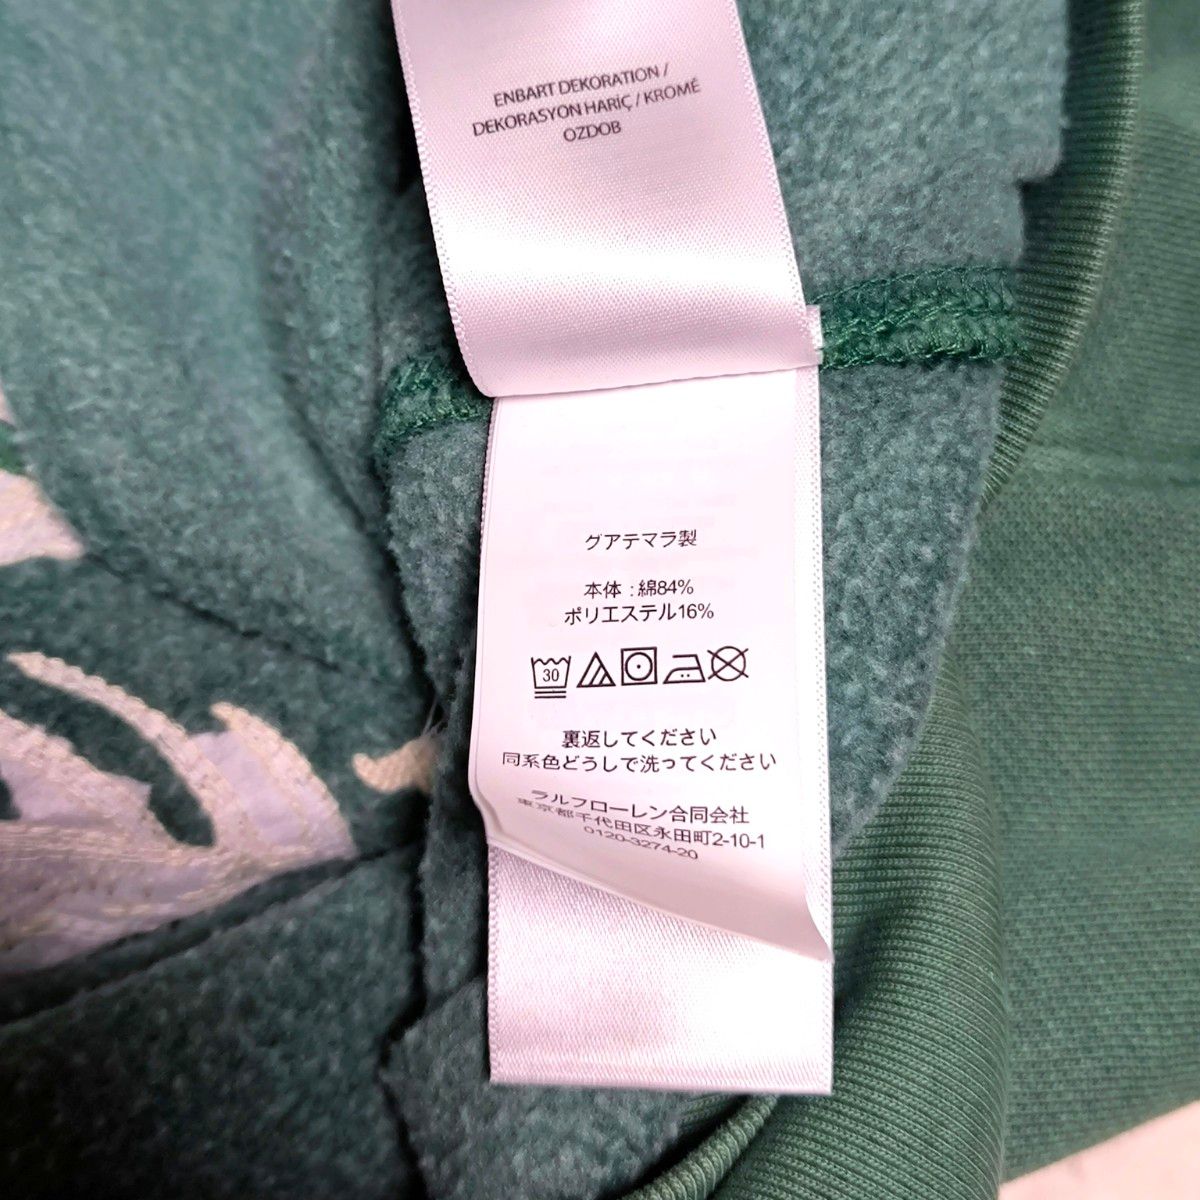 ENBART DEKORATION /
DEKORASYON HARİÇ / KROMĚ
OZDOB
グアテマラ製
本体 : 綿84%
ポリエステル16%
30
裏返してください
同系色どうしで洗ってください
ラルフローレン合同会社
東京都千代田区永田町2-10-1
0120-3274-20